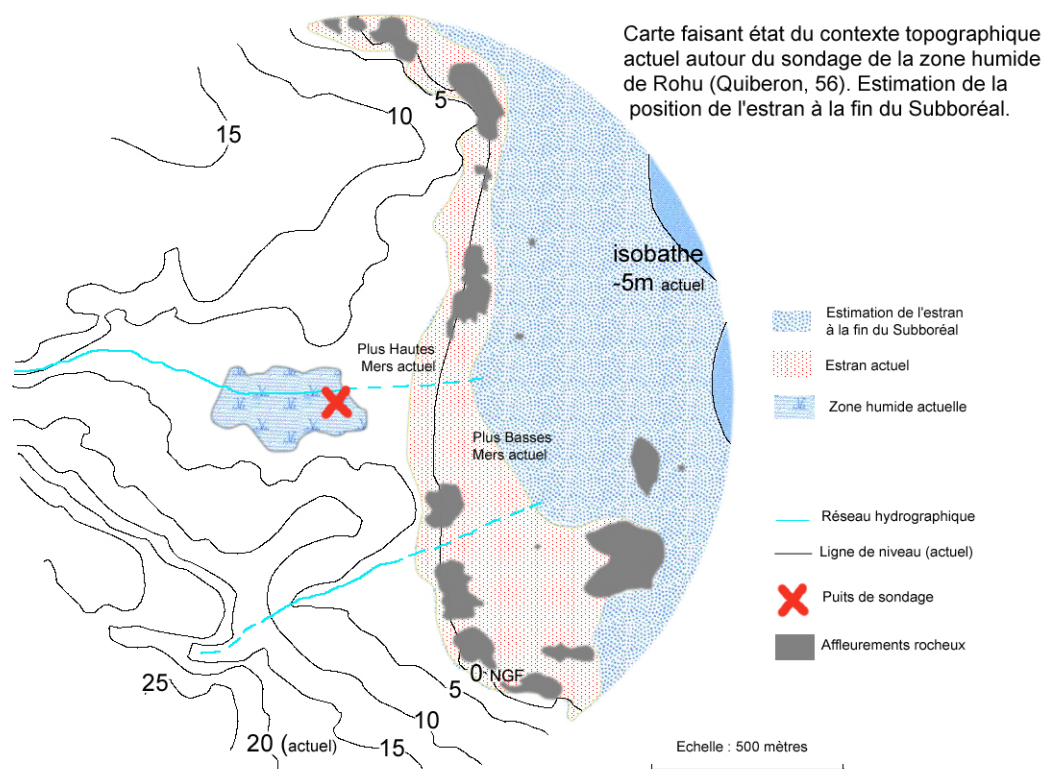 Carte faisant état du contexte topographique
actuel autour du sondage de la zone humide
de Rohu (Quiberon, 56). Estimation de la
position de l'estran à la fin du Subboréal.
5
10
15
isobathe
-5m actuel
Plus Hautes
Mers actuel
Plus Basses
Mers actuel
Estimation de l'estran
à la fin du Subboréal
Estran actuel
Zone humide actuelle
Réseau hydrographique
Ligne de niveau (actuel)
Puits de sondage
Affleurements rocheux
0 NGF
5
25
10
20 (actuel)
15
Echelle : 500 mètres